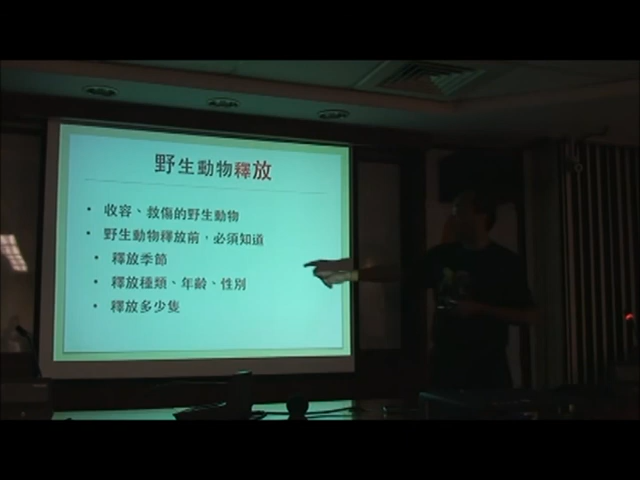 野生動物釋放
• 收容、救傷的野生動物
• 野生動物釋放前，必須知道
• 釋放季節
• 釋放種類、年齡、性別
• 釋放多少隻